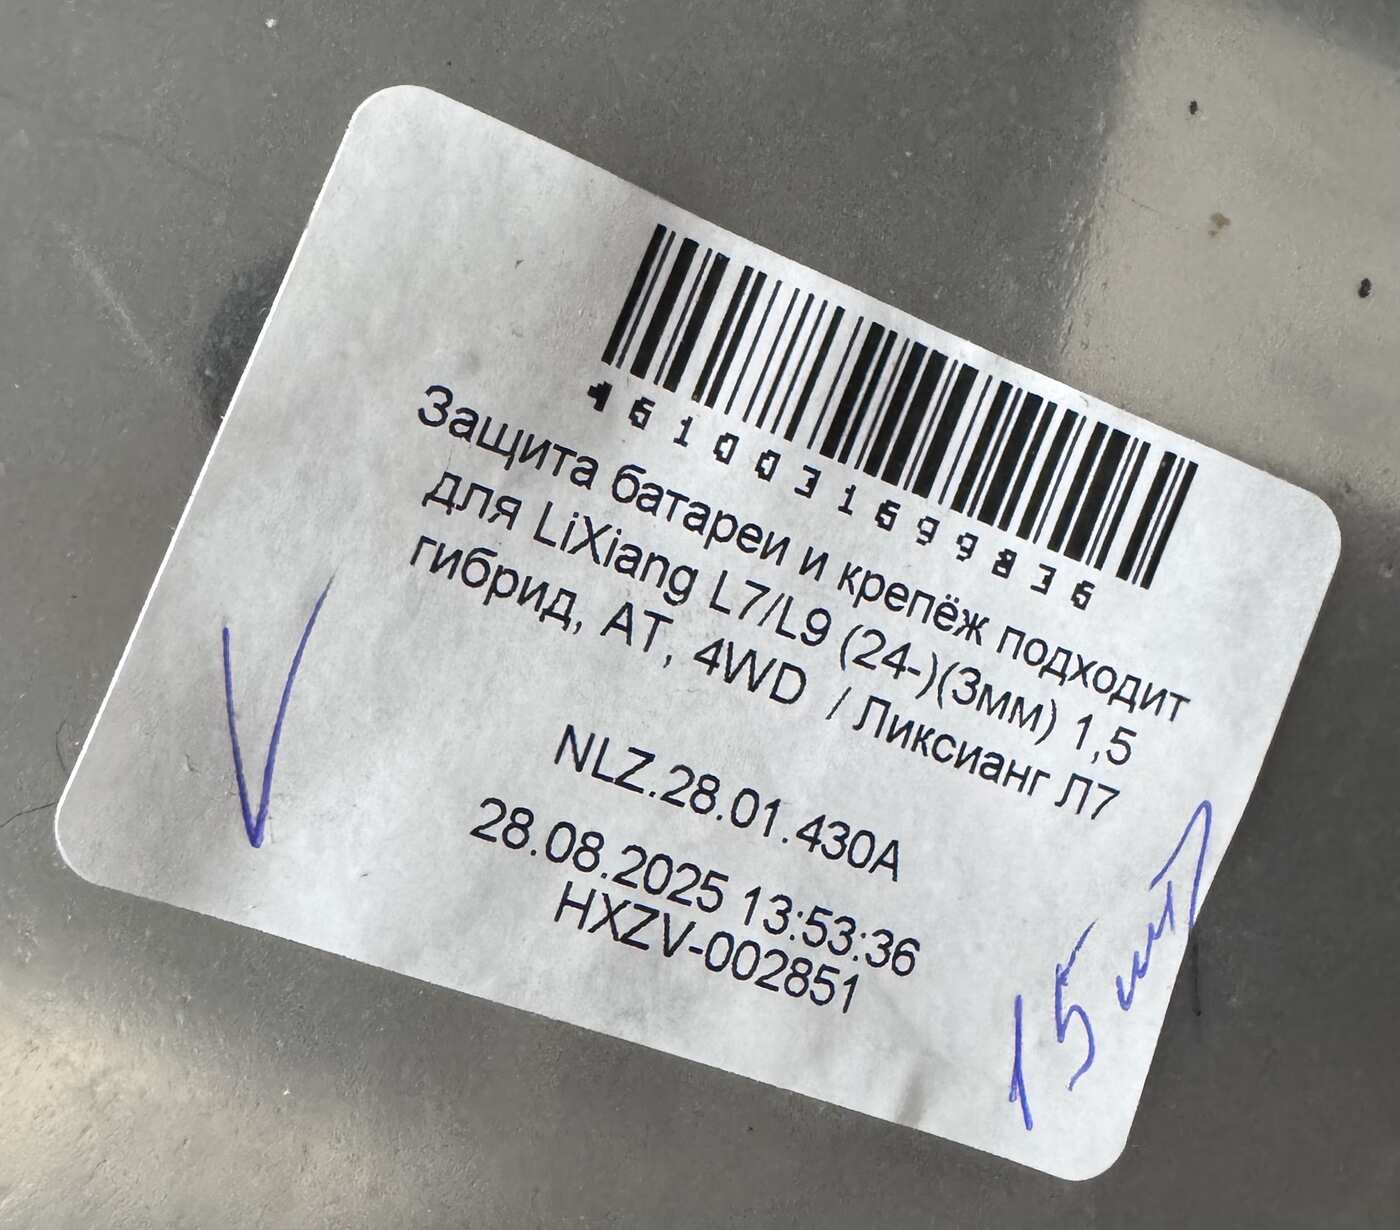 4610031699836
Защита батареи и крепёж подходит
для LiXiang L7/L9 (24-)(3мм) 1,5
гибрид, АТ, 4WD / Ликсианг Л7
NLZ.28.01.430A
28.08.2025 13:53:36
HXZV-002851
15 шт